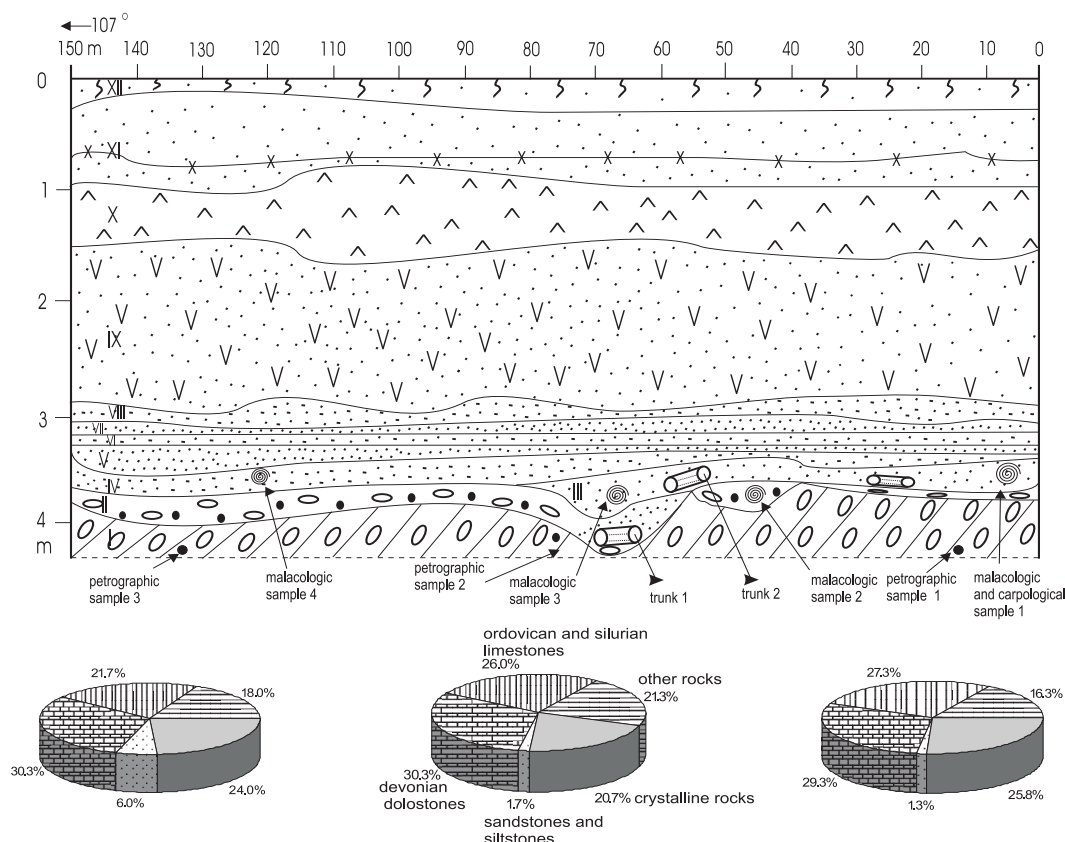 107°
150 m 140 130 120 110 100 90 80 70 60 50 40 30 20 10 0
0
XII
XI
1
X
2
IX
VIII
3
VII
VI
V
IV
III
II
4
I
m
petrographic
sample 3
malacologic
sample 4
petrographic
sample 2
malacologic
sample 3
trunk 1
trunk 2
malacologic
sample 2
petrographic
sample 1
malacologic
and carpological
sample 1
ordovican and silurian
limestones
21.7%
18.0%
30.3%
6.0%
24.0%
26.0%
other rocks
21.3%
30.3%
devonian
dolostones
1.7%
20.7% crystalline rocks
sandstones and
siltstones
27.3%
16.3%
29.3%
1.3%
25.8%